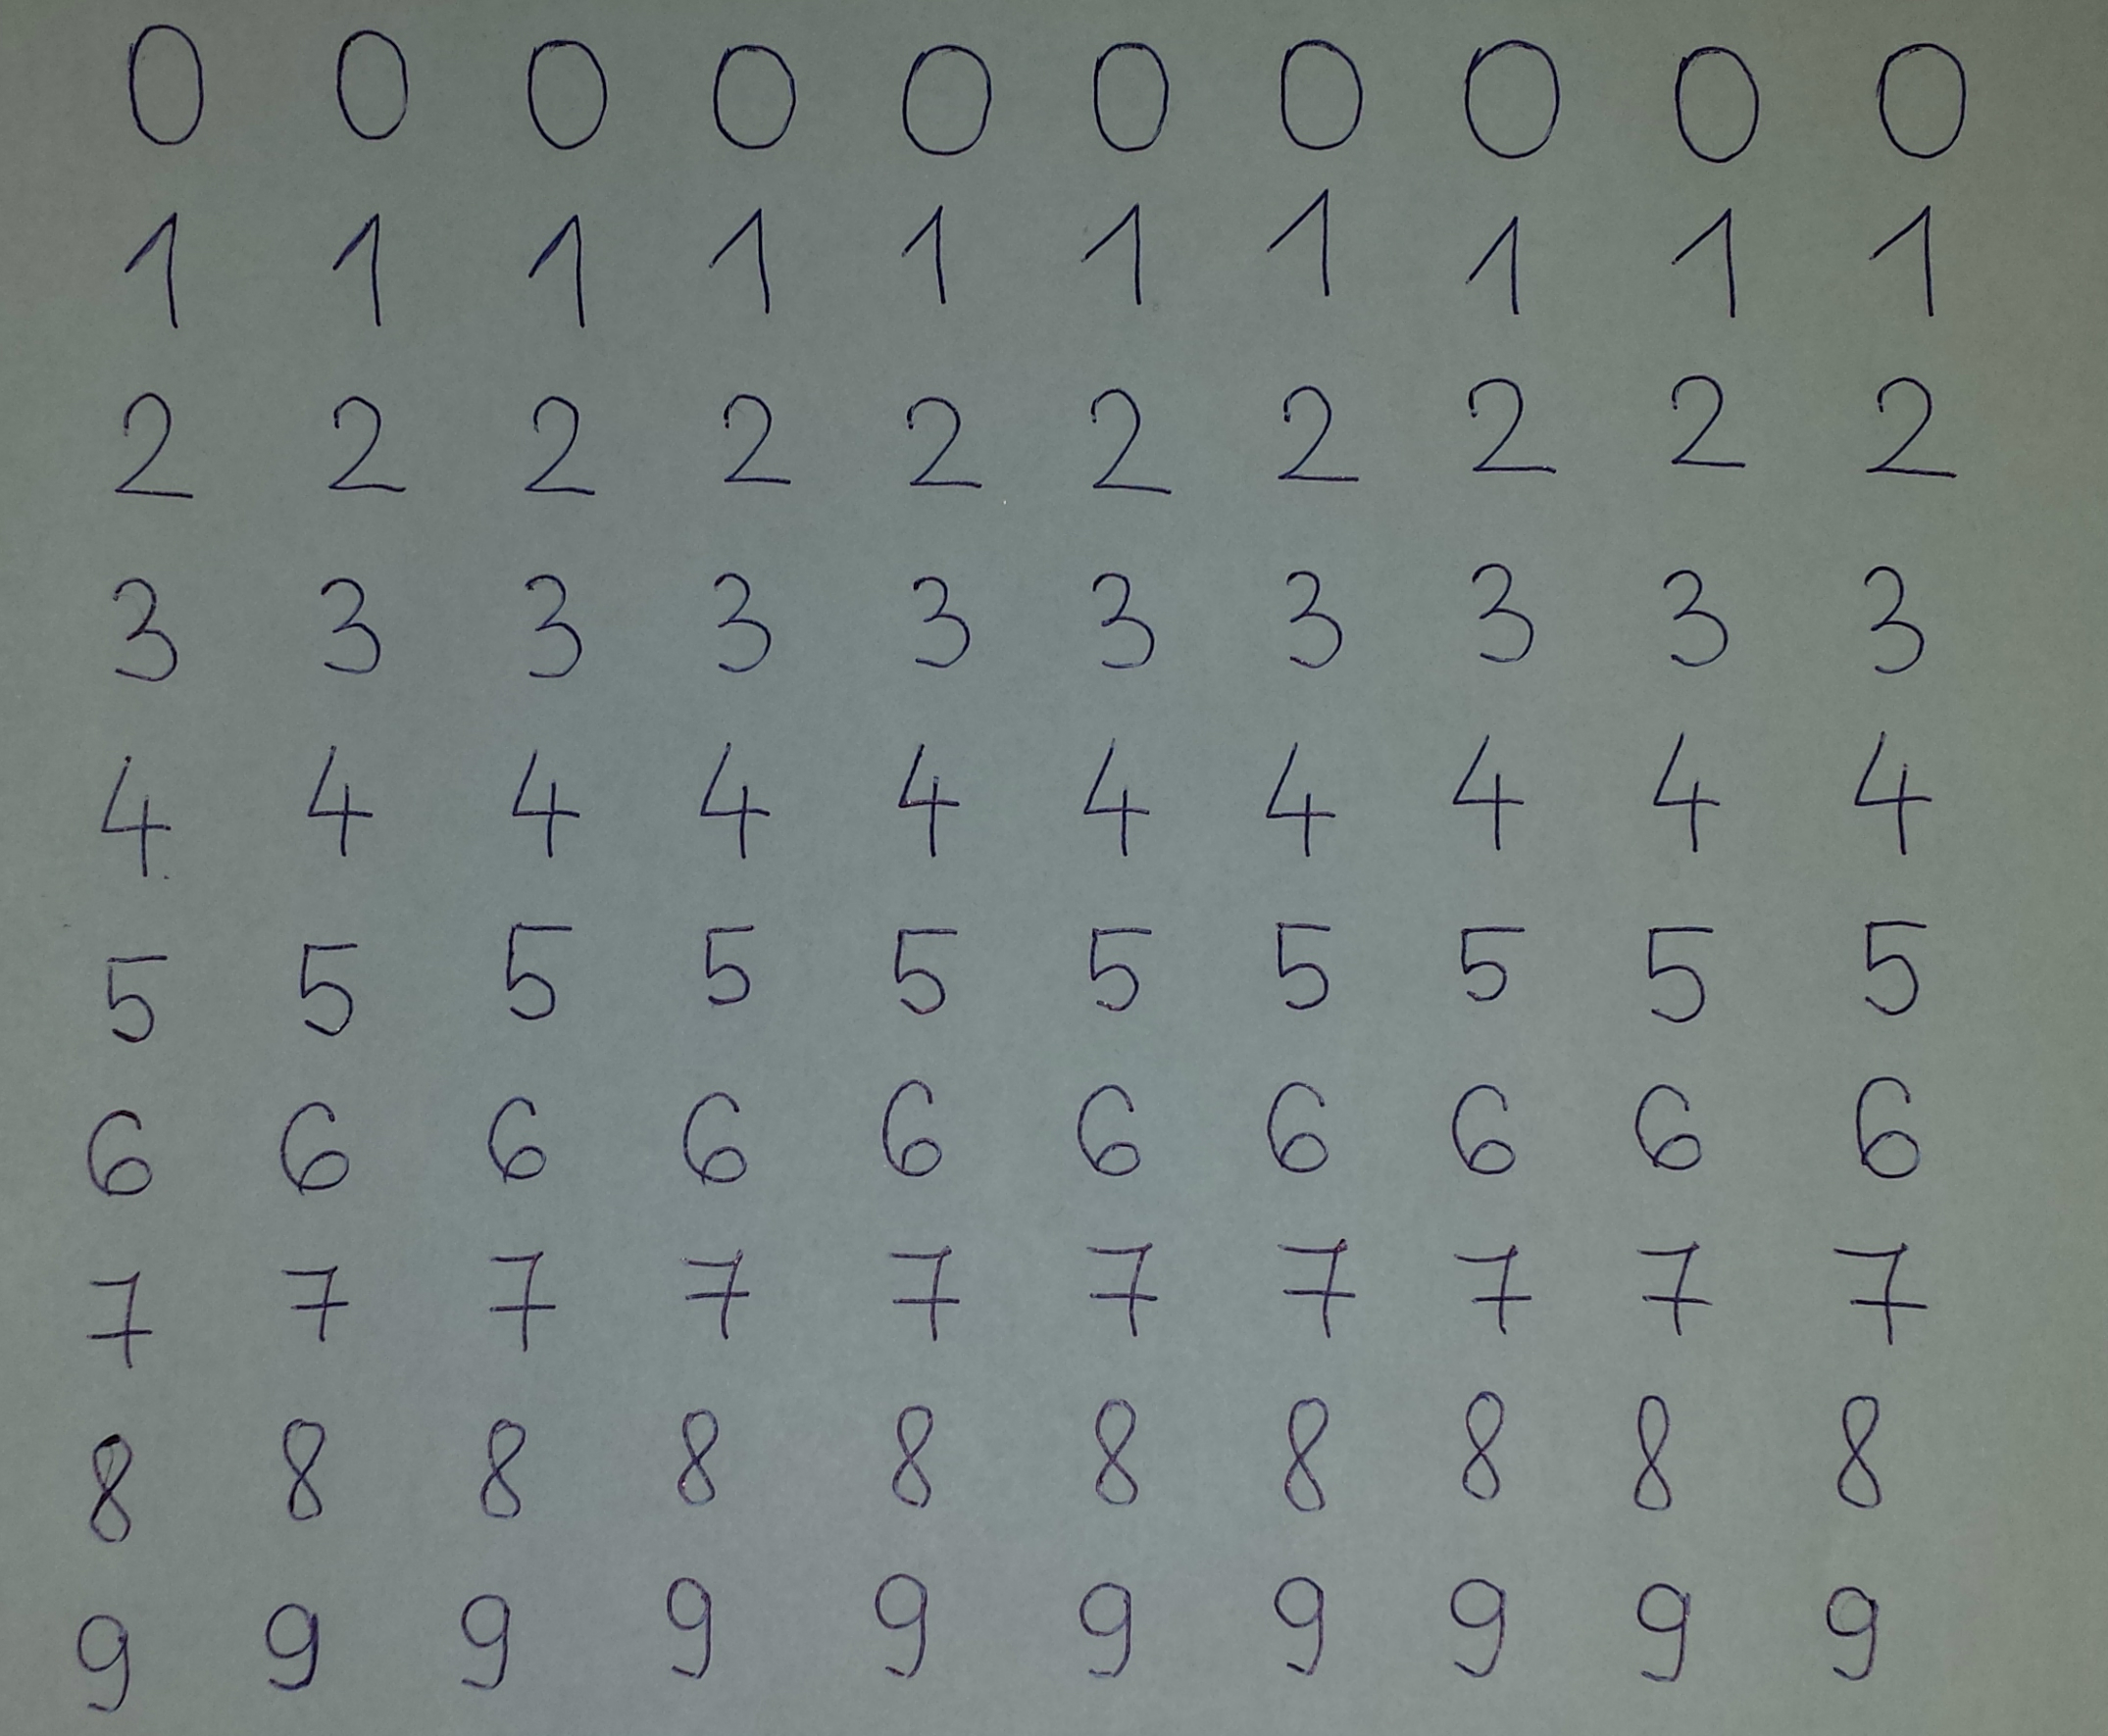 0 0 0 0 0 0 0 0 0 0
1 1 1 1 1 1 1 1 1 1
2 2 2 2 2 2 2 2 2 2
3 3 3 3 3 3 3 3 3 3
4 4 4 4 4 4 4 4 4 4
5 5 5 5 5 5 5 5 5 5
6 6 6 6 6 6 6 6 6 6
7 7 7 7 7 7 7 7 7 7
8 8 8 8 8 8 8 8 8 8
9 9 9 9 9 9 9 9 9 9